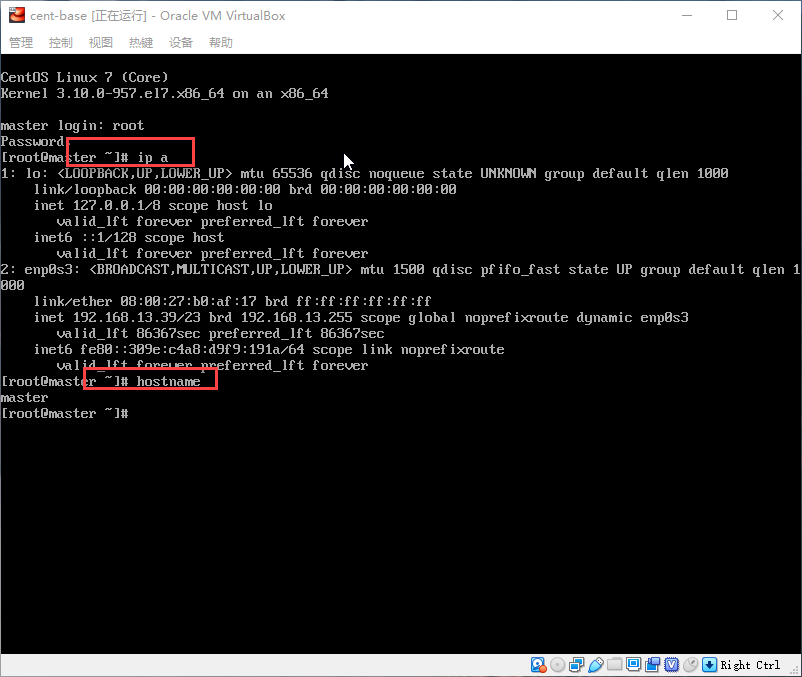 cent-base [正在运行] - Oracle VM VirtualBox
管理 控制 视图 热键 设备 帮助
CentOS Linux 7 (Core)
Kernel 3.10.0-957.el7.x86_64 on an x86_64
master login: root
Password:
[root@master ~]# ip a
1: lo: <LOOPBACK,UP,LOWER_UP> mtu 65536 qdisc noqueue state UNKNOWN group default qlen 1000
link/loopback 00:00:00:00:00:00 brd 00:00:00:00:00:00
inet 127.0.0.1/8 scope host lo
valid_lft forever preferred_lft forever
inet6 ::1/128 scope host
valid_lft forever preferred_lft forever
2: enp0s3: <BROADCAST,MULTICAST,UP,LOWER_UP> mtu 1500 qdisc pfifo_fast state UP group default qlen 1
000
link/ether 08:00:27:b0:af:17 brd ff:ff:ff:ff:ff:ff
inet 192.168.13.39/23 brd 192.168.13.255 scope global noprefixroute dynamic enp0s3
valid_lft 86367sec preferred_lft 86367sec
inet6 fe80::309e:c4a8:d9f9:191a/64 scope link noprefixroute
valid_lft forever preferred_lft forever
[root@master ~]# hostname
master
[root@master ~]#
Right Ctrl